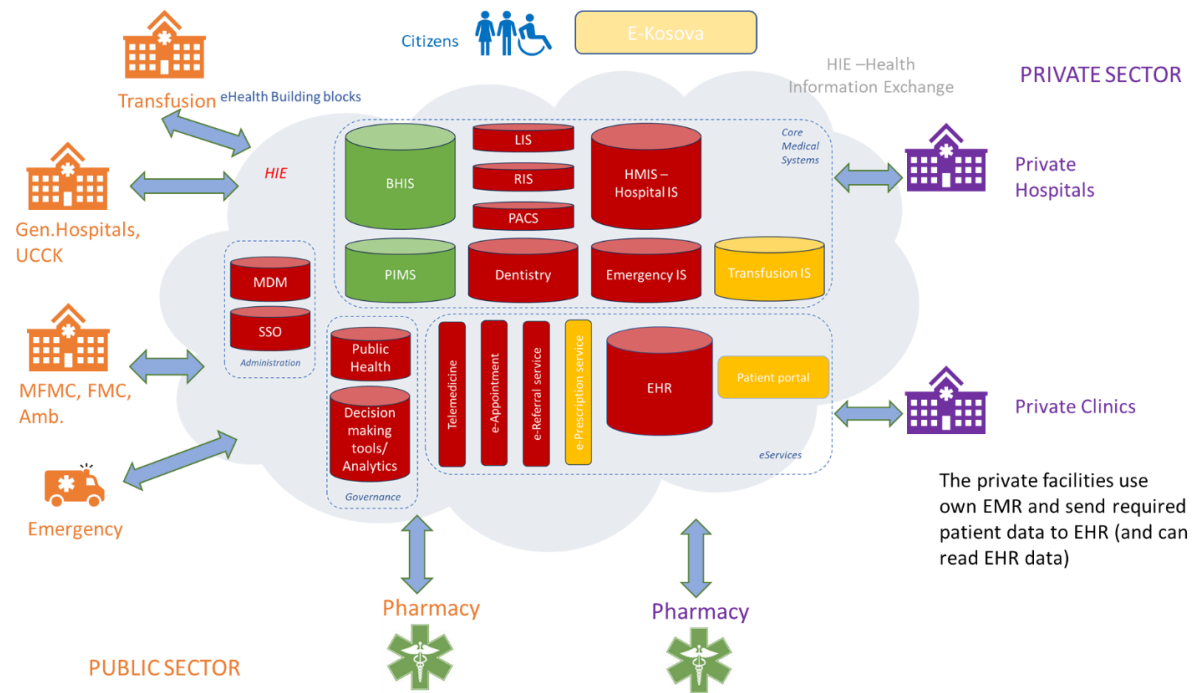 Citizens
E-Kosova
HIE –Health
Information Exchange
PRIVATE SECTOR
Transfusion
eHealth Building blocks
HIE
Core
Medical
Systems
BHIS
LIS
RIS
PACS
HMIS –
Hospital IS
PIMS
Dentistry
Emergency IS
Transfusion IS
Gen.Hospitals,
UCCK
Private
Hospitals
MDM
SSO
Administration
Public
Health
Decision
making
tools/
Analytics
Governance
Telemedicine
e-Appointment
e-Referral service
e-Prescription service
EHR
Patient portal
eServices
MFMC, FMC,
Amb.
Private Clinics
Emergency
The private facilities use
own EMR and send required
patient data to EHR (and can
read EHR data)
Pharmacy
Pharmacy
PUBLIC SECTOR